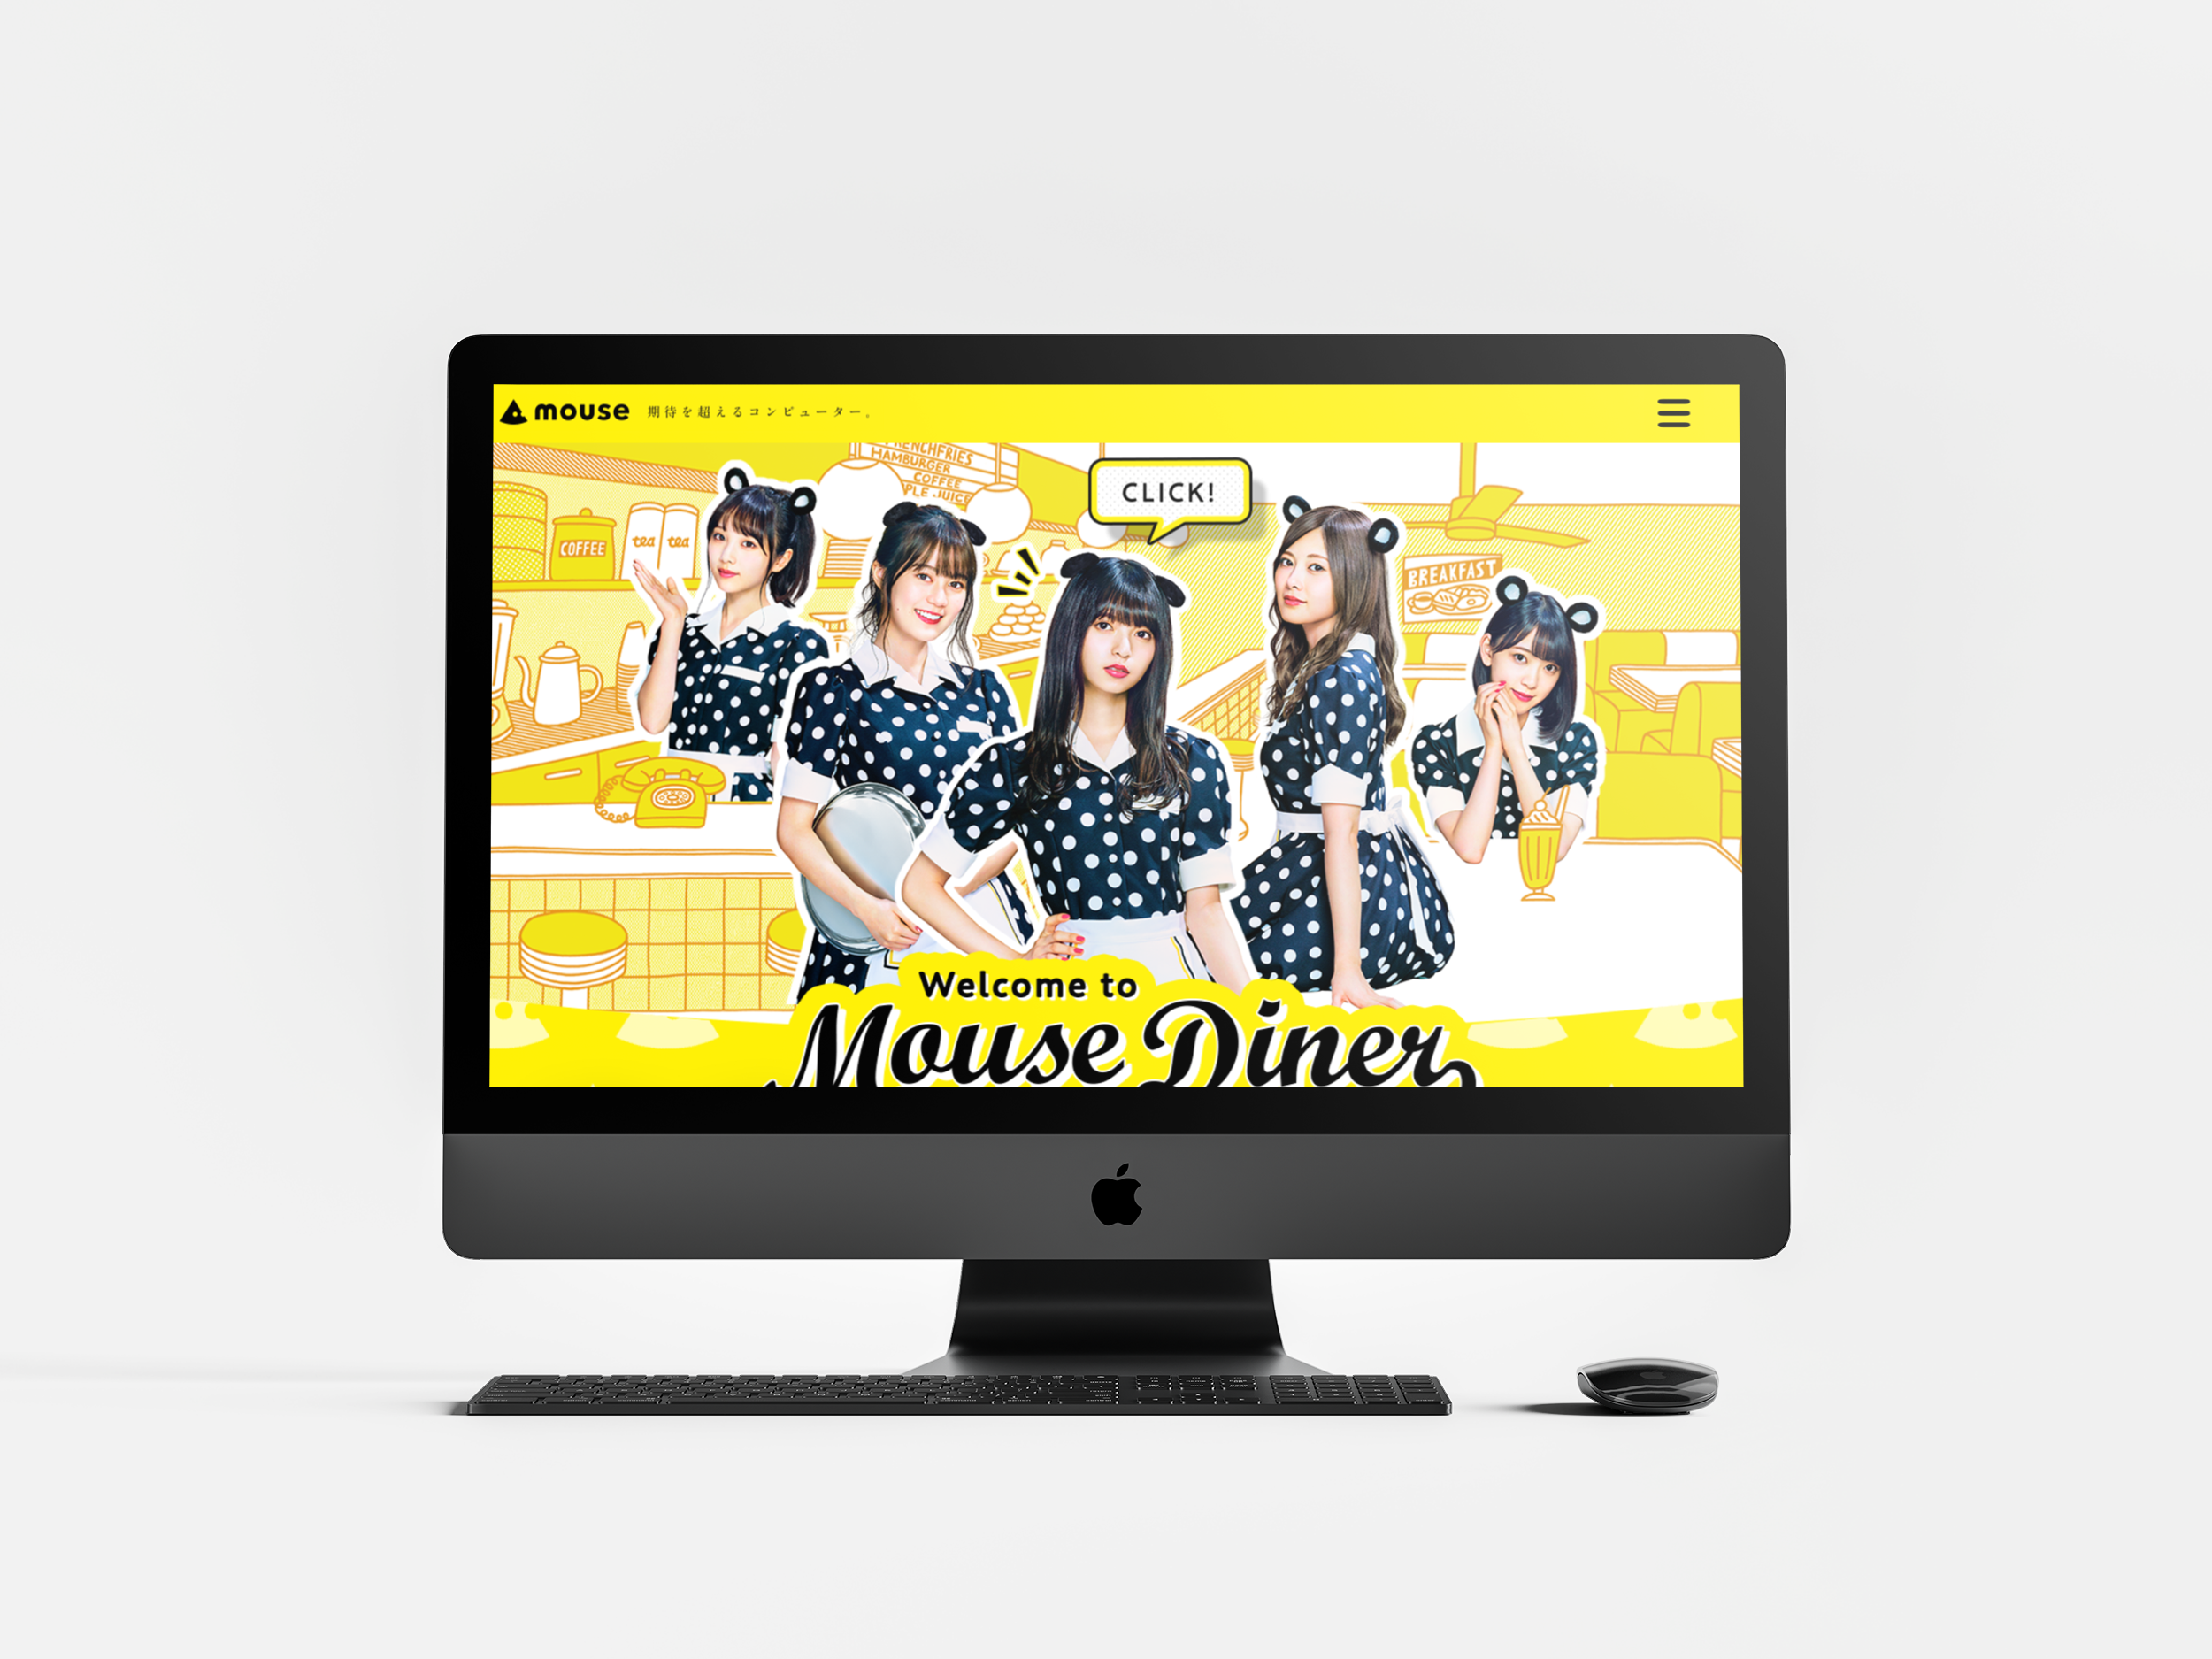 mouse 期待を超えるコンピューター。
FRENCHFRIES
HAMBURGER
COFFEE
PLE JUICE
CLICK!
COFFEE
tea tea
BREAKFAST
Welcome to
Mouse Diner